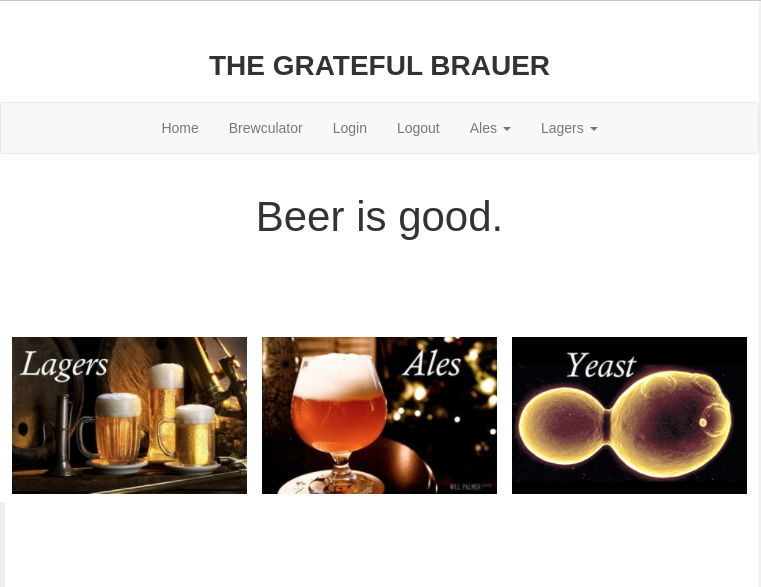 THE GRATEFUL BRAUER
Home Brewculator Login Logout Ales Lagers
Beer is good.
Lagers
Ales
Yeast
WILL PALMER